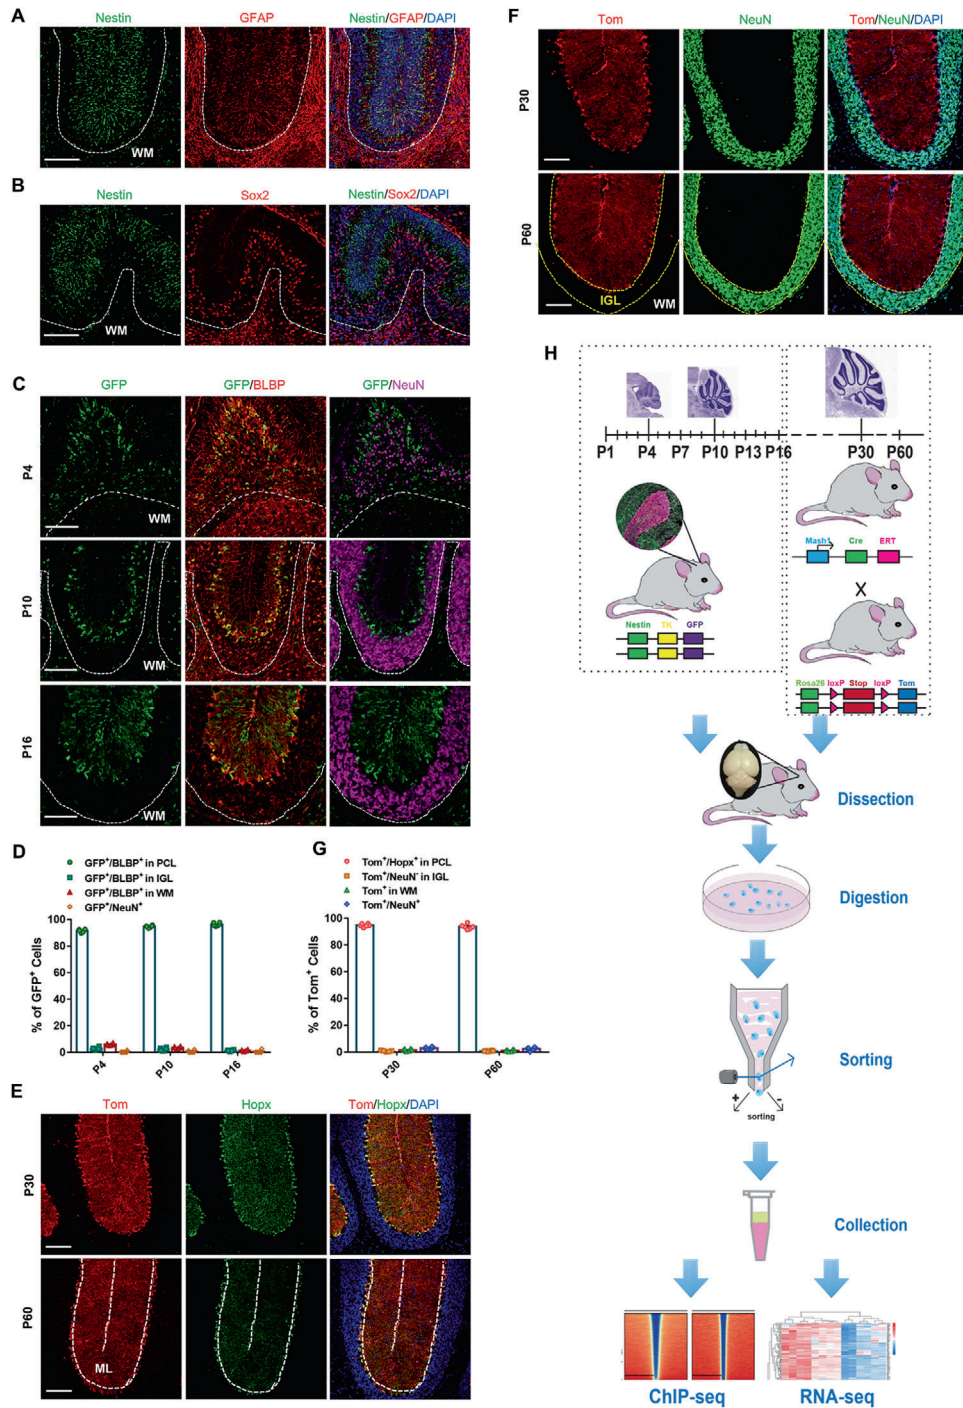 A
Nestin
GFAP
Nestin/GFAP/DAPI
WM
B
Nestin
Sox2
Nestin/Sox2/DAPI
WM
C
GFP
GFP/BLBP
GFP/NeuN
P4
WM
P10
WM
P16
WM
D
GFP⁺/BLBP⁺ in PCL
GFP⁺/BLBP⁺ in IGL
GFP⁺/BLBP⁺ in WM
GFP⁺/NeuN⁺
% of GFP⁺ Cells
100
80
60
40
20
0
P4
P10
P16
G
Tom⁺/Hopx⁺ in PCL
Tom⁺/NeuN⁻ in IGL
Tom⁺ in WM
Tom⁺/NeuN⁺
% of Tom⁺ Cells
100
80
60
40
20
0
P30
P60
E
Tom
Hopx
Tom/Hopx/DAPI
P30
P60
ML
F
Tom
NeuN
Tom/NeuN/DAPI
P30
P60
IGL
WM
H
P1
P4
P7
P10
P13
P16
P30
P60
Mash1
Cre
ERT
X
Nestin
TK
GFP
Rosa26
loxP
Stop
loxP
Tom
Dissection
Digestion
Sorting
+
-
sorting
Collection
ChIP-seq
RNA-seq